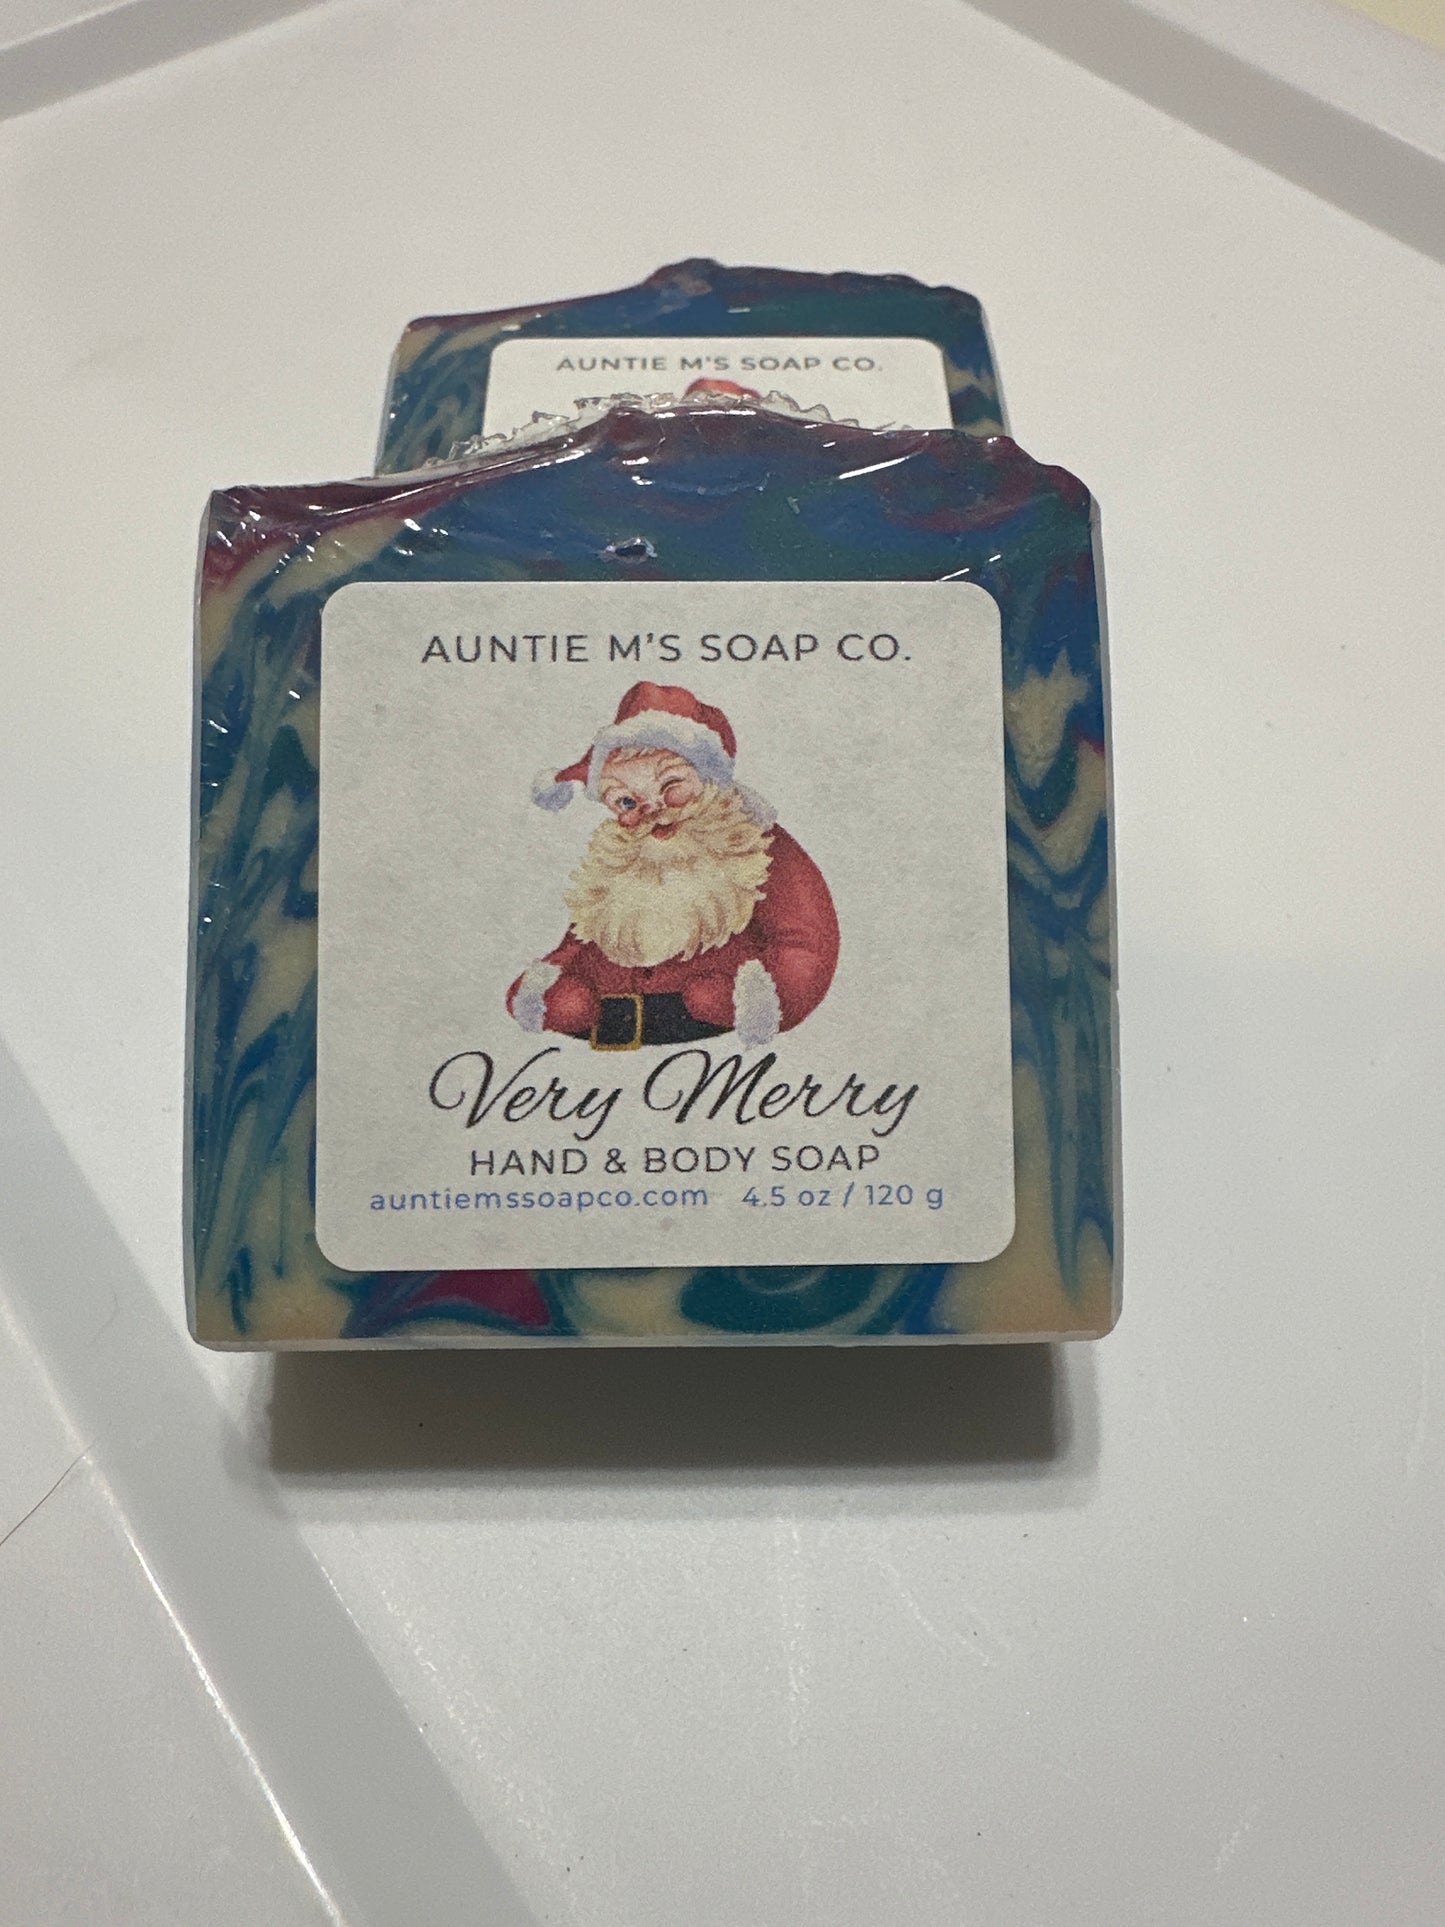 AUNTIE M'S SOAP CO.
AUNTIE M'S SOAP CO.
Very Merry
HAND & BODY SOAP
auntiemssoapco.com 4.5 oz / 120 g